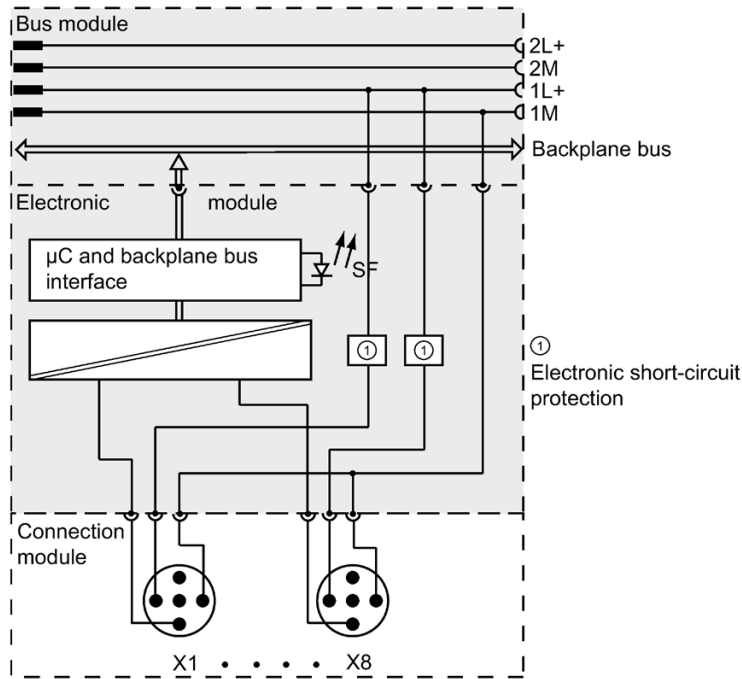 Bus module
2L+
2M
1L+
1M
Backplane bus
Electronic module
µC and backplane bus
interface
SF
1 1
①
Electronic short-circuit
protection
Connection
module
X1 • • • • X8